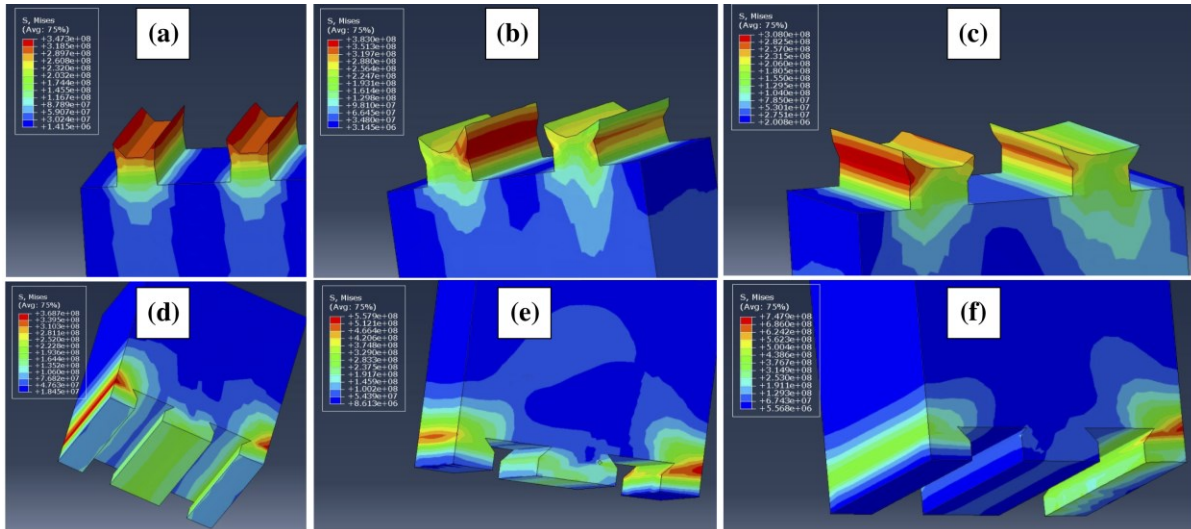 S, Mises
(Avg: 75%)
+3.473e+08
+3.185e+08
+2.897e+08
+2.608e+08
+2.320e+08
+2.032e+08
+1.744e+08
+1.455e+08
+1.167e+08
+8.789e+07
+5.907e+07
+3.024e+07
+1.415e+06
(a)
S, Mises
(Avg: 75%)
+3.830e+08
+3.513e+08
+3.197e+08
+2.880e+08
+2.564e+08
+2.247e+08
+1.931e+08
+1.614e+08
+1.298e+08
+9.810e+07
+6.645e+07
+3.480e+07
+3.145e+06
(b)
S, Mises
(Avg: 75%)
+3.080e+08
+2.825e+08
+2.570e+08
+2.315e+08
+2.060e+08
+1.805e+08
+1.550e+08
+1.295e+08
+1.040e+08
+7.850e+07
+5.301e+07
+2.751e+07
+2.008e+06
(c)
S, Mises
(Avg: 75%)
+3.687e+08
+3.395e+08
+3.103e+08
+2.811e+08
+2.520e+08
+2.228e+08
+1.936e+08
+1.644e+08
+1.352e+08
+1.060e+08
+7.682e+07
+4.763e+07
+1.845e+07
(d)
S, Mises
(Avg: 75%)
+5.579e+08
+5.121e+08
+4.664e+08
+4.206e+08
+3.748e+08
+3.290e+08
+2.833e+08
+2.375e+08
+1.917e+08
+1.459e+08
+1.002e+08
+5.439e+07
+8.613e+06
(e)
S, Mises
(Avg: 75%)
+7.479e+08
+6.860e+08
+6.242e+08
+5.623e+08
+5.004e+08
+4.386e+08
+3.767e+08
+3.149e+08
+2.530e+08
+1.911e+08
+1.293e+08
+6.743e+07
+5.568e+06
(f)